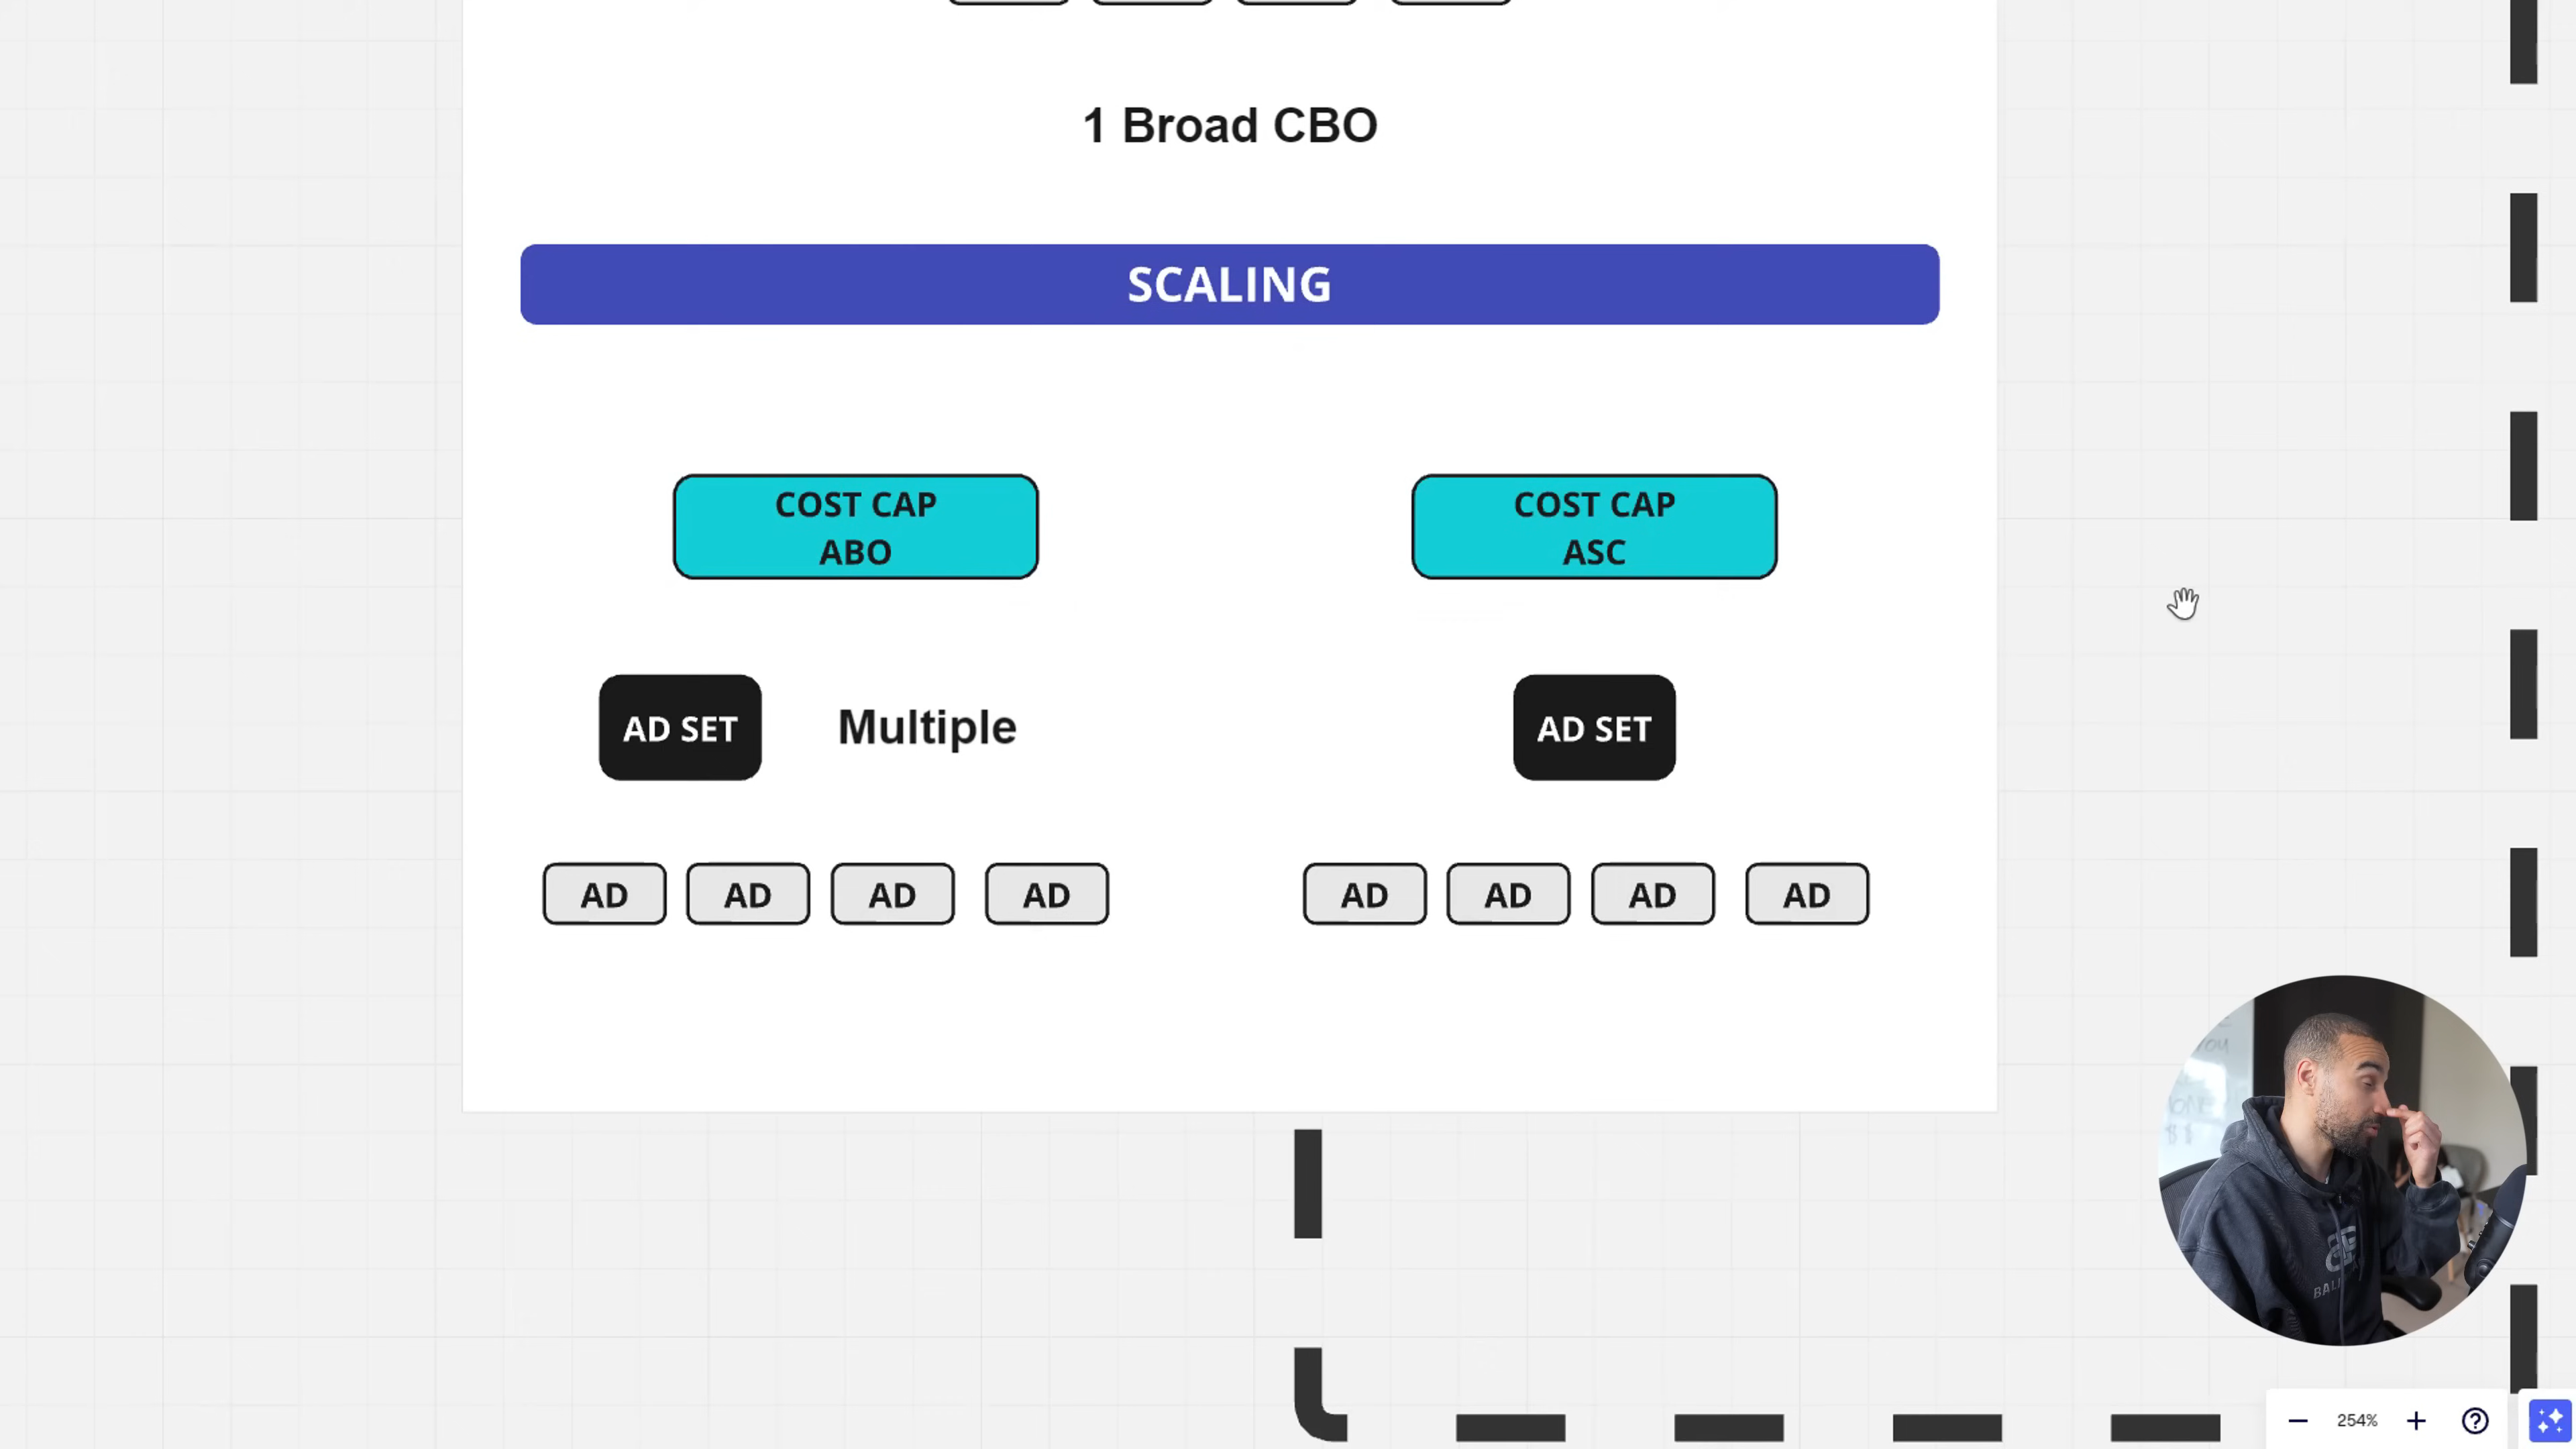 1 Broad CBO
SCALING
COST CAP
ABO
COST CAP
ASC
AD SET
Multiple
AD SET
AD
AD
AD
AD
AD
AD
AD
AD
254%